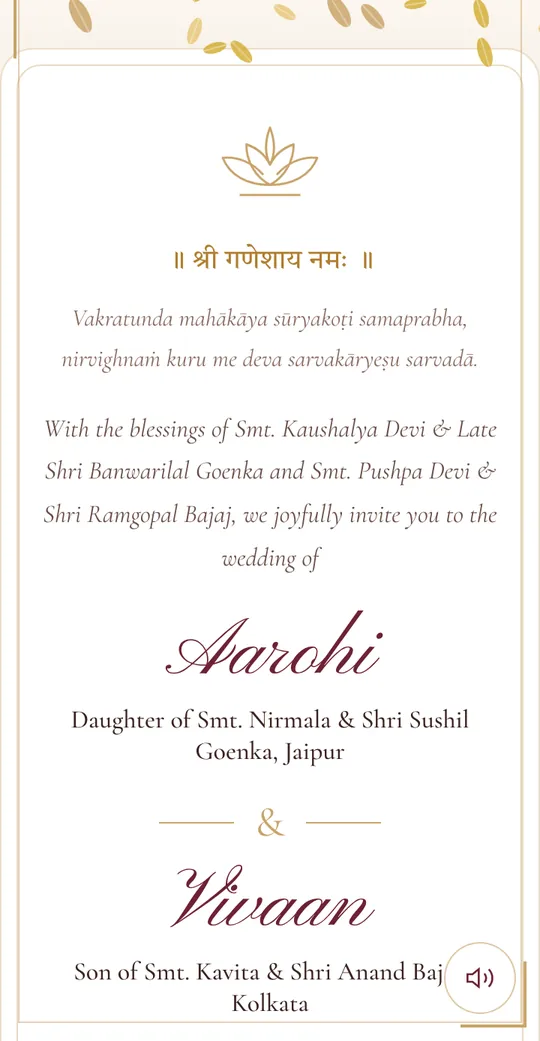 ॥ श्री गणेशाय नमः ॥
Vakratunda mahākāya sūryakoṭi samaprabha,
nirvighnaṁ kuru me deva sarvakāryeṣu sarvadā.
With the blessings of Smt. Kaushalya Devi & Late
Shri Banwarilal Goenka and Smt. Pushpa Devi &
Shri Ramgopal Bajaj, we joyfully invite you to the
wedding of
Aarohi
Daughter of Smt. Nirmala & Shri Sushil
Goenka, Jaipur
&
Vivaan
Son of Smt. Kavita & Shri Anand
Kolkata